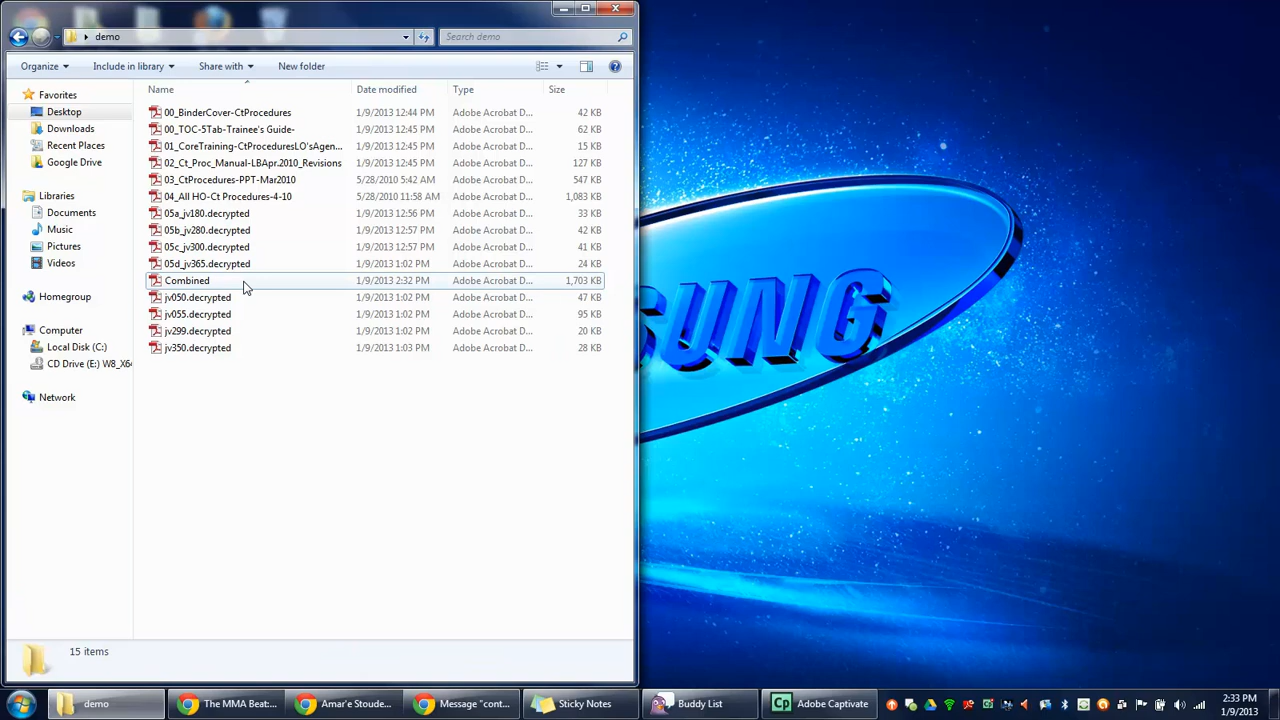 demo
Search demo
Organize Include in library Share with New folder
Name Date modified Type Size
Favorites
Desktop
Downloads
Recent Places
Google Drive
Libraries
Documents
Music
Pictures
Videos
Homegroup
Computer
Local Disk (C:)
CD Drive (E:) W8_X64
Network
00_BinderCover-CtProcedures 1/9/2013 12:44 PM Adobe Acrobat D... 42 KB
00_TOC-5Tab-Trainee's Guide- 1/9/2013 12:45 PM Adobe Acrobat D... 62 KB
01_CoreTraining-CtProceduresLO'sAgen... 1/9/2013 12:45 PM Adobe Acrobat D... 15 KB
02_Ct_Proc_Manual-LBApr.2010_Revisions 1/9/2013 12:45 PM Adobe Acrobat D... 127 KB
03_CtProcedures-PPT-Mar2010 5/28/2010 5:42 AM Adobe Acrobat D... 547 KB
04_All HO-Ct Procedures-4-10 5/28/2010 11:58 AM Adobe Acrobat D... 1,083 KB
05a_jv180.decrypted 1/9/2013 12:56 PM Adobe Acrobat D... 33 KB
05b_jv280.decrypted 1/9/2013 12:57 PM Adobe Acrobat D... 42 KB
05c_jv300.decrypted 1/9/2013 12:57 PM Adobe Acrobat D... 51 KB
05d_jv365.decrypted 1/9/2013 1:02 PM Adobe Acrobat D... 24 KB
Combined 1/9/2013 2:32 PM Adobe Acrobat D... 1,703 KB
jv050.decrypted 1/9/2013 1:02 PM Adobe Acrobat D... 47 KB
jv055.decrypted 1/9/2013 1:02 PM Adobe Acrobat D... 95 KB
jv299.decrypted 1/9/2013 1:02 PM Adobe Acrobat D... 20 KB
jv350.decrypted 1/9/2013 1:03 PM Adobe Acrobat D... 28 KB
15 items
SUNG
demo
The MMA Beat:...
Amar'e Stoude...
Message "cont...
Sticky Notes
Buddy List
Cp Adobe Captivate
2:33 PM
1/9/2013